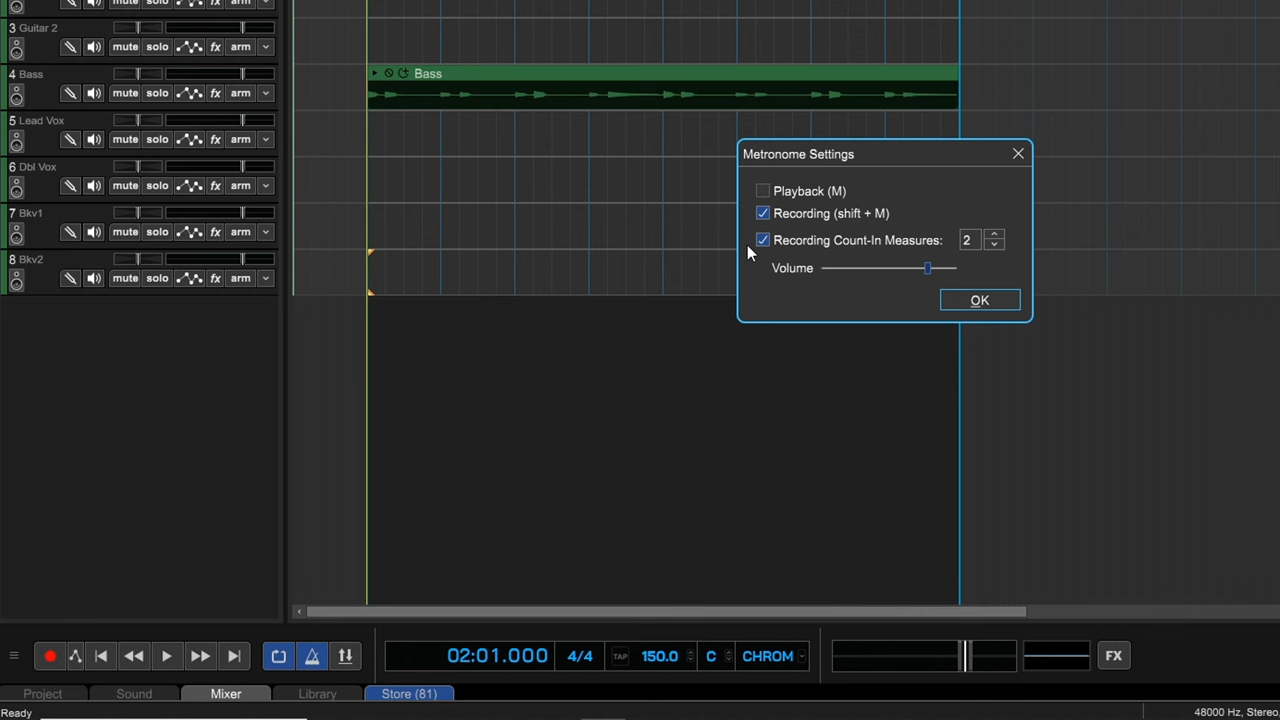 3 Guitar 2
mute solo fx arm
4 Bass
mute solo fx arm
Bass
5 Lead Vox
mute solo fx arm
6 Dbl Vox
mute solo fx arm
7 Bkv1
mute solo fx arm
8 Bkv2
mute solo fx arm
Metronome Settings
Playback (M)
Recording (shift + M)
Recording Count-In Measures: 2
Volume
OK
02:01.000 4/4 TAP 150.0 C CHROM
FX
Project Sound Mixer Library Store (81)
Ready
48000 Hz, Stereo